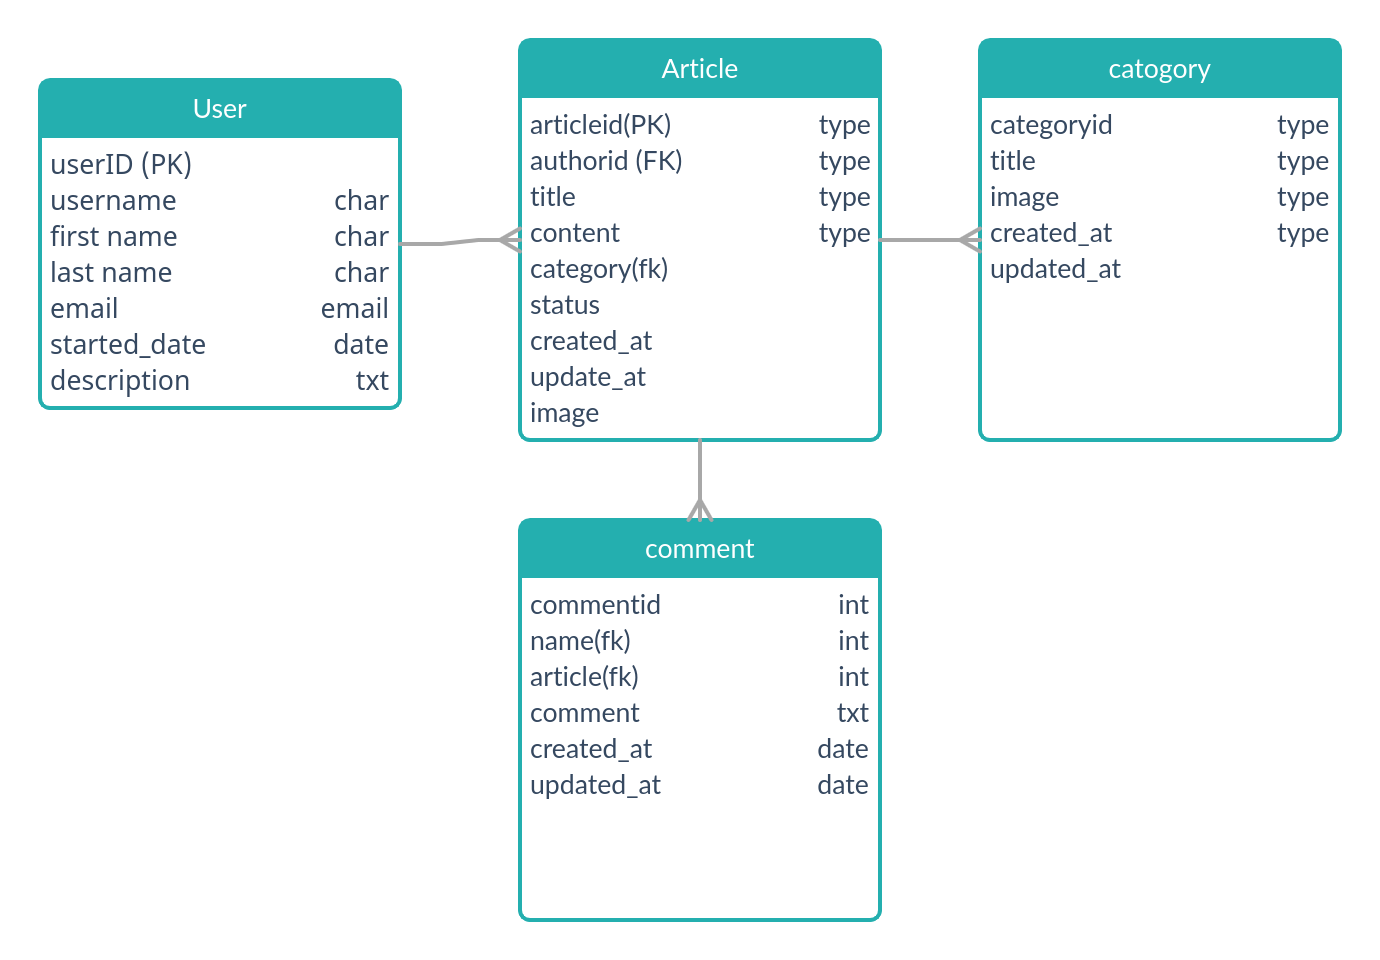 User
userID (PK)
username char
first name char
last name char
email email
started_date date
description txt
Article
articleid(PK) type
authorid (FK) type
title type
content type
category(fk)
status
created_at
update_at
image
catogory
categoryid type
title type
image type
created_at type
updated_at
comment
commentid int
name(fk) int
article(fk) int
comment txt
created_at date
updated_at date